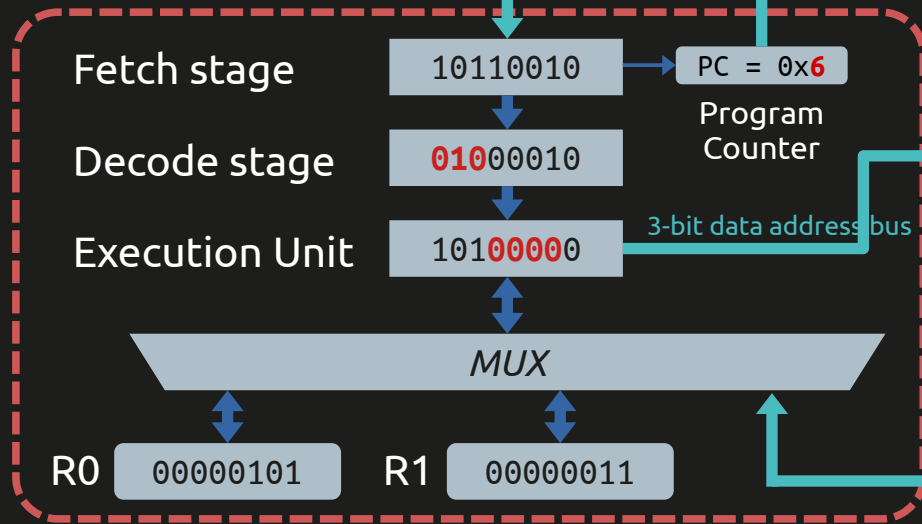 Fetch stage
10110010
PC = 0x6
Program
Counter
Decode stage
01000010
Execution Unit
10100000
3-bit data address bus
MUX
R0
00000101
R1
00000011